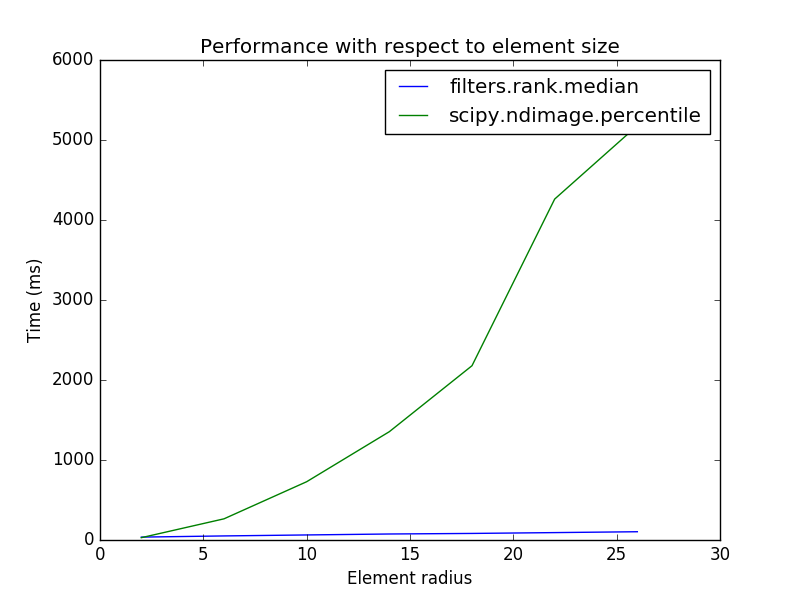 Performance with respect to element size
6000
5000
4000
3000
2000
1000
0
filters.rank.median
scipy.ndimage.percentile
Time (ms)
0 5 10 15 20 25 30
Element radius